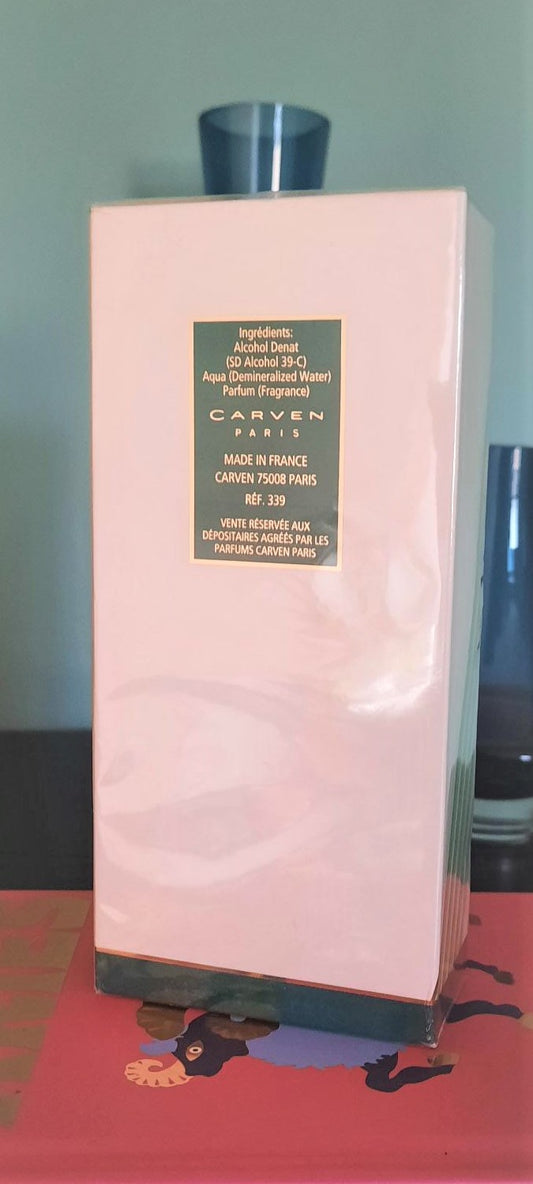 Ingrédients:
Alcohol Denat
(SD Alcohol 39-C)
Aqua (Demineralized Water)
Parfum (Fragrance)
CARVEN
PARIS
MADE IN FRANCE
CARVEN 75008 PARIS
RÉF. 339
VENTE RÉSERVÉE AUX
DÉPOSITAIRES AGRÉÉS PAR LES
PARFUMS CARVEN PARIS